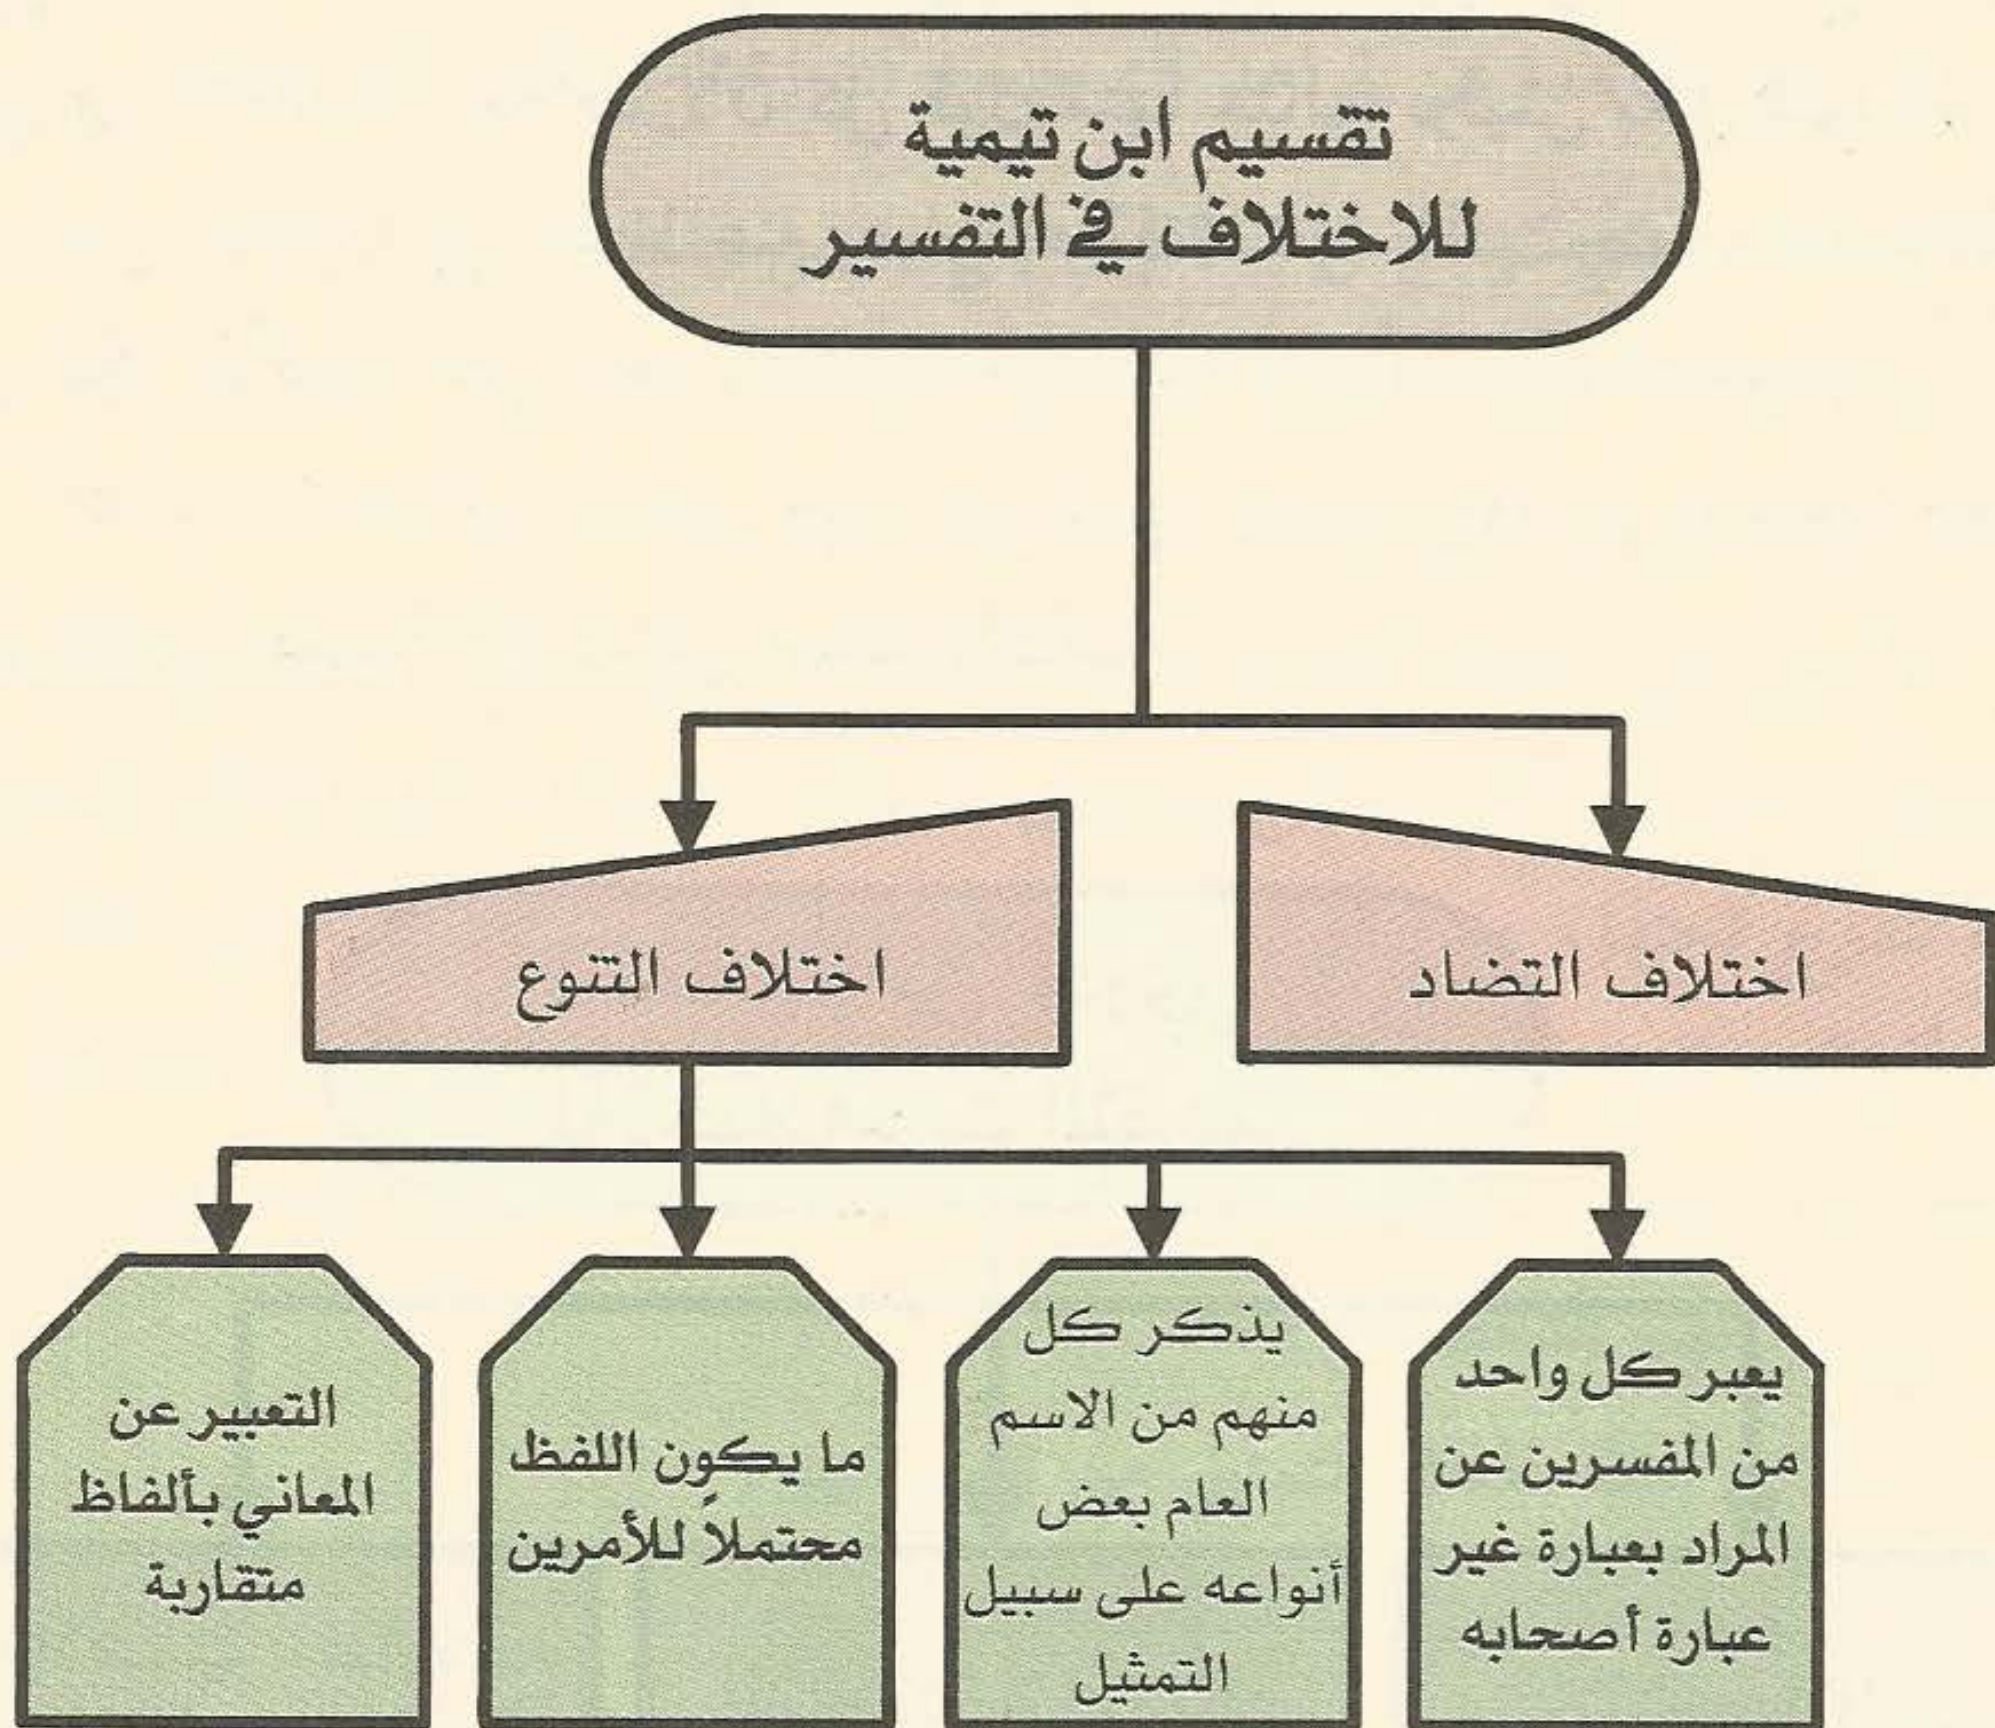 تقسيم ابن تيمية
للاختلاف في التفسير
اختلاف التضاد
اختلاف التنوع
يعبر كل واحد
من المفسرين عن
المراد بعبارة غير
عبارة أصحابه
يذكر كل
منهم من الاسم
العام بعض
أنواعه على سبيل
التمثيل
ما يكون اللفظ
محتملاً للأمرين
التعبير عن
المعاني بألفاظ
متقاربة